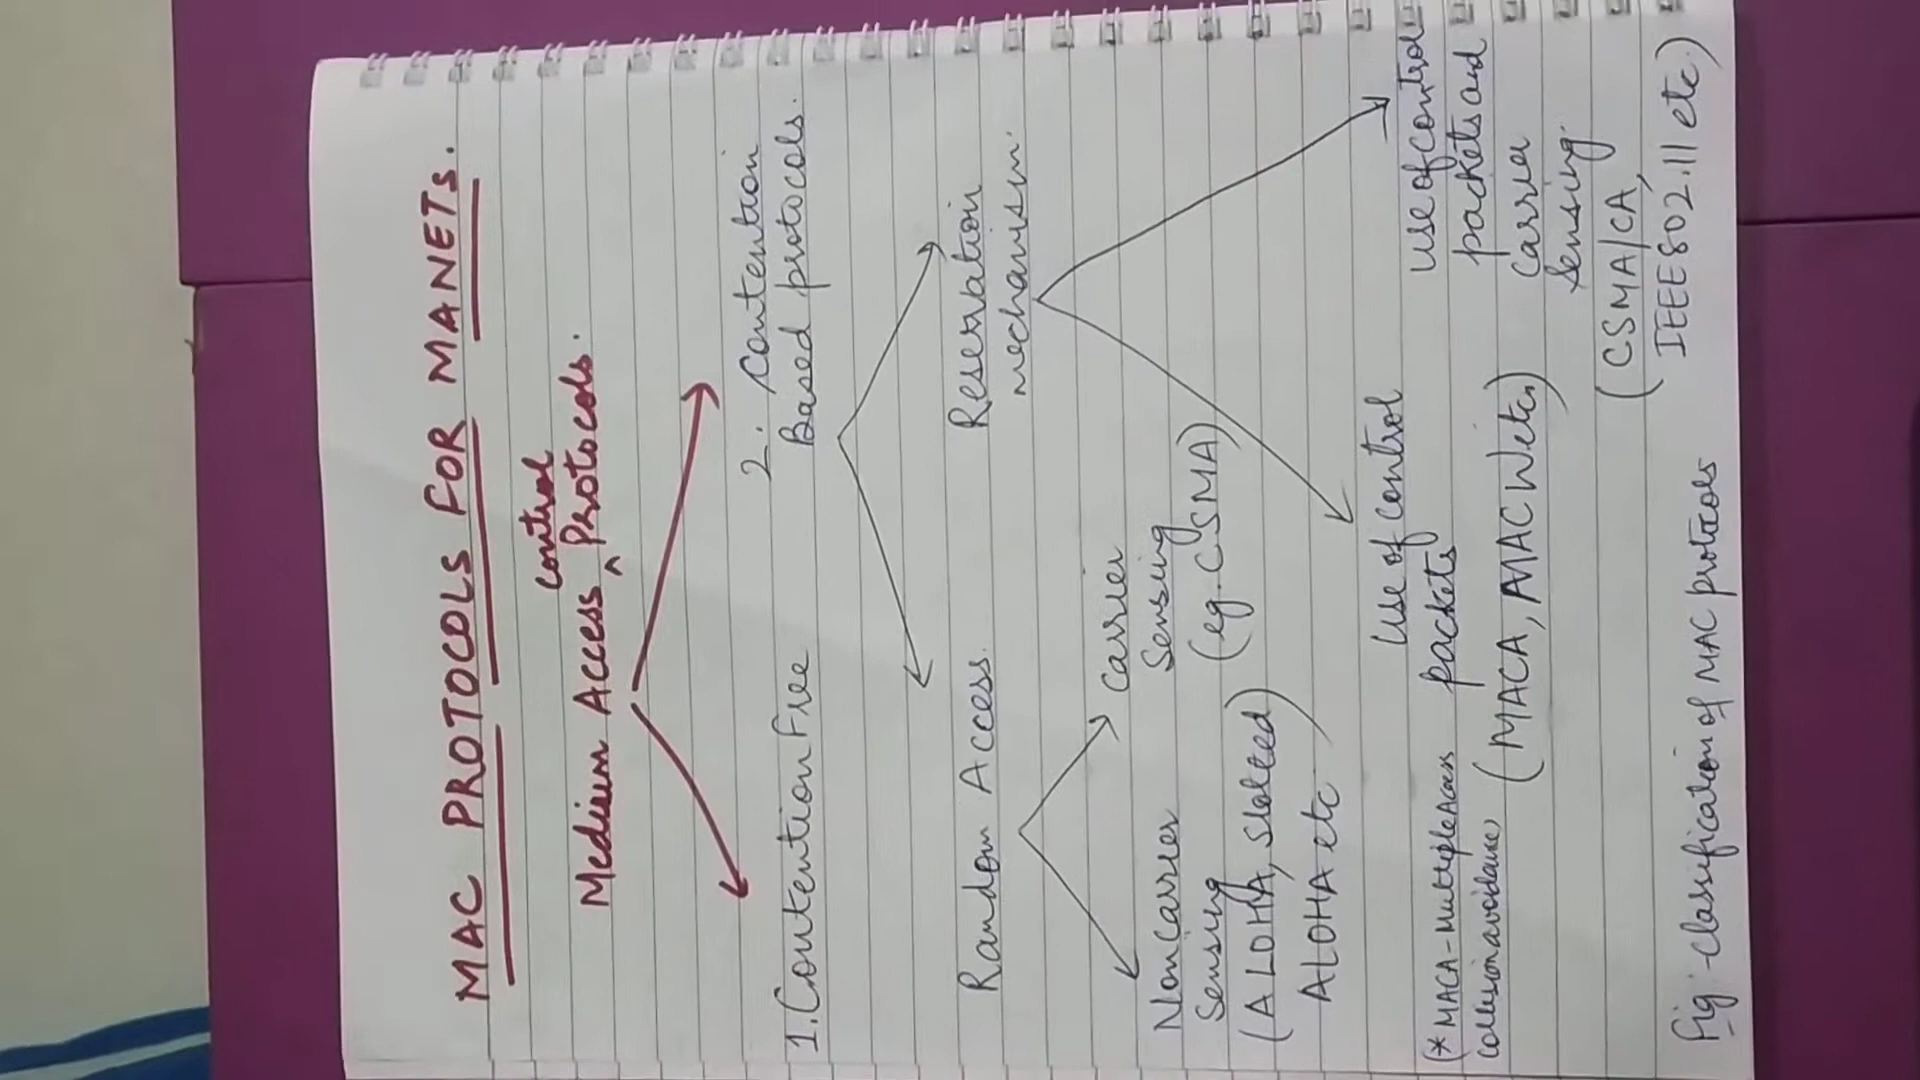 MAC PROTOCOLS FOR MANETs.
control
Medium Access ^ Protocols.
1. Contention Free
2. Contention
Based protocols.
Random Access.
Reservation
mechanism.
Non Carrier
Sensing
(ALOHA, Slotted)
ALOHA etc
Carrier
Sensing
(eg. CSMA)
Use of control
packets
(MACA, MACW etc)
Use of control
packets and
Carrier
Sensing.
(CSMA/CA,
IEEE 802.11 etc.)
(* MACA - Multiple Access
Collision avoidance)
Fig:- Classification of MAC protocols